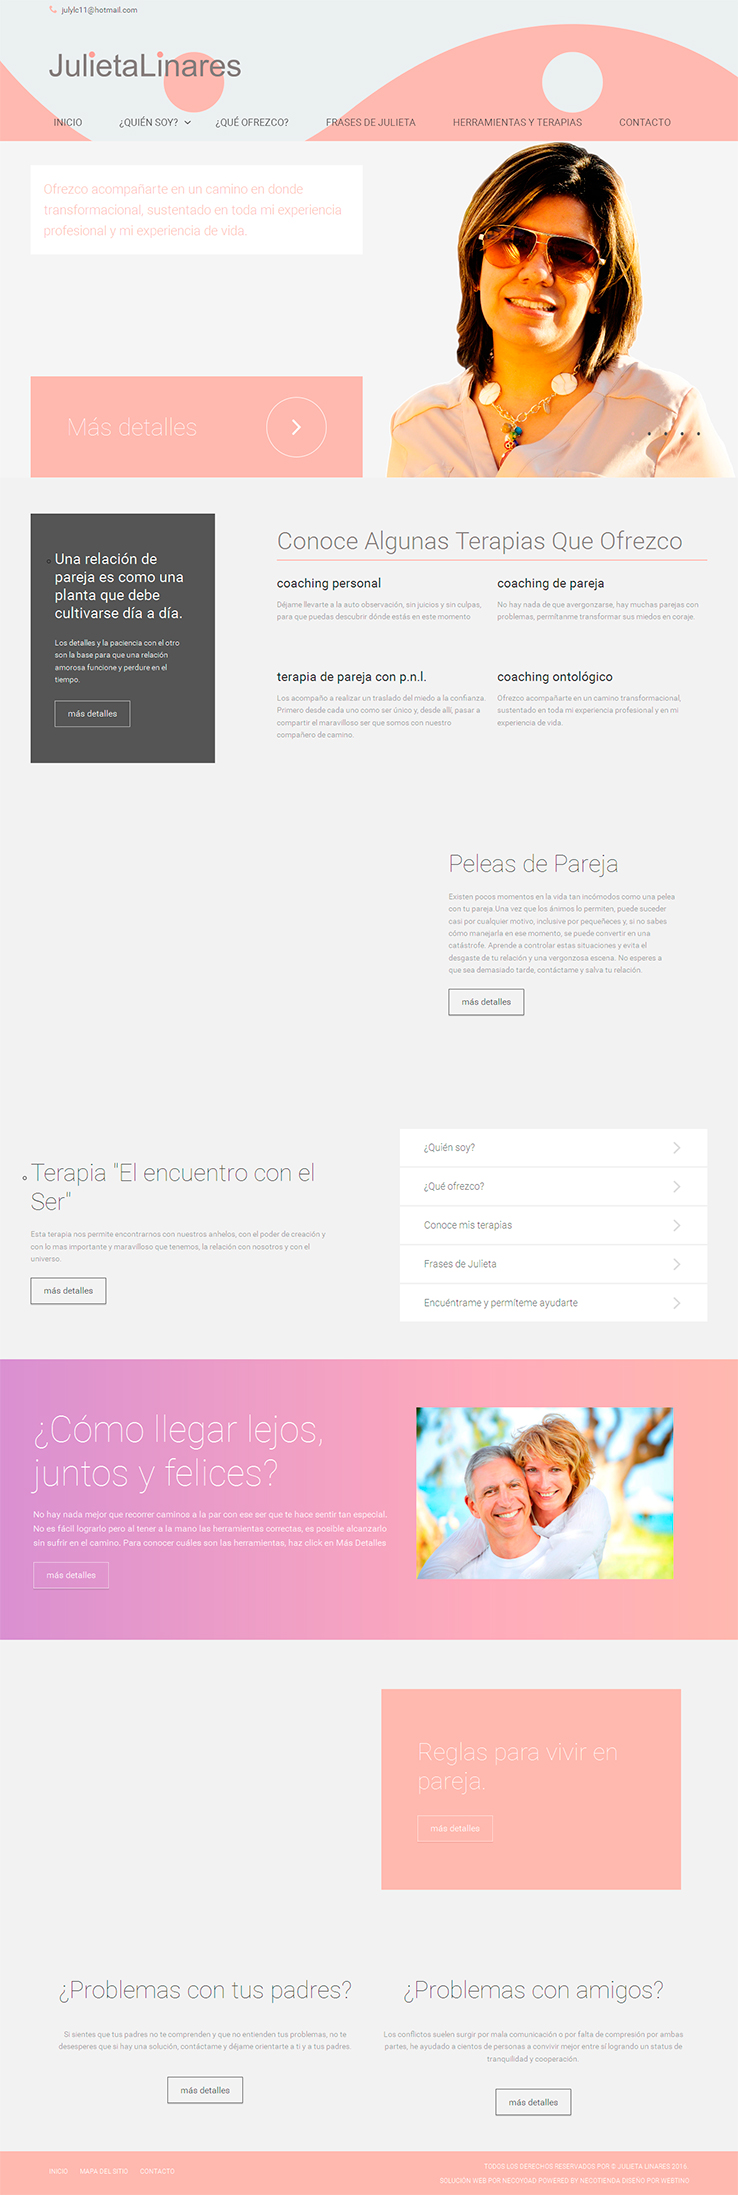 julylc11@hotmail.com
JulietaLinares
INICIO ¿QUIÉN SOY? ¿QUÉ OFREZCO? FRASES DE JULIETA HERRAMIENTAS Y TERAPIAS CONTACTO
Ofrezco acompañarte en un camino en donde
transformacional, sustentado en toda mi experiencia
profesional y mi experiencia de vida.
Más detalles
Una relación de
pareja es como una
planta que debe
cultivarse día a día.
Los detalles y la paciencia con el otro
son la base para que una relación
amorosa funcione y perdure en el
tiempo.
más detalles
Conoce Algunas Terapias Que Ofrezco
coaching personal
Déjame llevarte a la auto observación, sin juicios y sin culpas,
para que puedas descubrir dónde estás en este momento
coaching de pareja
No hay nada de que avergonzarse, hay muchas parejas con
problemas, permítanme transformar sus miedos en coraje.
terapia de pareja con p.n.l.
Los acompaño a realizar un traslado del miedo a la confianza.
Primero desde cada uno como ser único y, desde allí, pasar a
compartir el maravilloso ser que somos con nuestro
compañero de camino.
coaching ontológico
Ofrezco acompañarte en un camino transformacional,
sustentado en toda mi experiencia profesional y en mi
experiencia de vida.
Peleas de Pareja
Existen pocos momentos en la vida tan incómodos como una pelea
con tu pareja.Una vez que los ánimos lo permiten, puede suceder
casi por cualquier motivo, inclusive por pequeñeces y, si no sabes
cómo manejarla en ese momento, se puede convertir en una
catástrofe. Aprende a controlar estas situaciones y evita el
desgaste de tu relación y una vergonzosa escena. No esperes a
que sea demasiado tarde, contáctame y salva tu relación.
más detalles
Terapia "El encuentro con el
Ser"
Esta terapia nos permite encontrarnos con nuestros anhelos, con el poder de creación y
con lo mas importante y maravilloso que tenemos, la relación con nosotros y con el
universo.
más detalles
¿Quién soy?
¿Qué ofrezco?
Conoce mis terapias
Frases de Julieta
Encuéntrame y permíteme ayudarte
¿Cómo llegar lejos,
juntos y felices?
No hay nada mejor que recorrer caminos a la par con ese ser que te hace sentir tan especial.
No es fácil lograrlo pero al tener a la mano las herramientas correctas, es posible alcanzarlo
sin sufrir en el camino. Para conocer cuáles son las herramientas, haz click en Más Detalles
más detalles
Reglas para vivir en
pareja.
más detalles
¿Problemas con tus padres?
Si sientes que tus padres no te comprenden y que no entienden tus problemas, no te
desesperes que si hay una solución, contáctame y déjame orientarte a ti y a tus padres.
más detalles
¿Problemas con amigos?
Los conflictos suelen surgir por mala comunicación o por falta de compresión por ambas
partes, he ayudado a cientos de personas a convivir mejor entre sí logrando un status de
tranquilidad y cooperación.
más detalles
INICIO MAPA DEL SITIO CONTACTO
TODOS LOS DERECHOS RESERVADOS POR © JULIETA LINARES 2016.
SOLUCIÓN WEB POR NECOYOAD POWERED BY NECOTIENDA DISEÑO POR WEBTINO